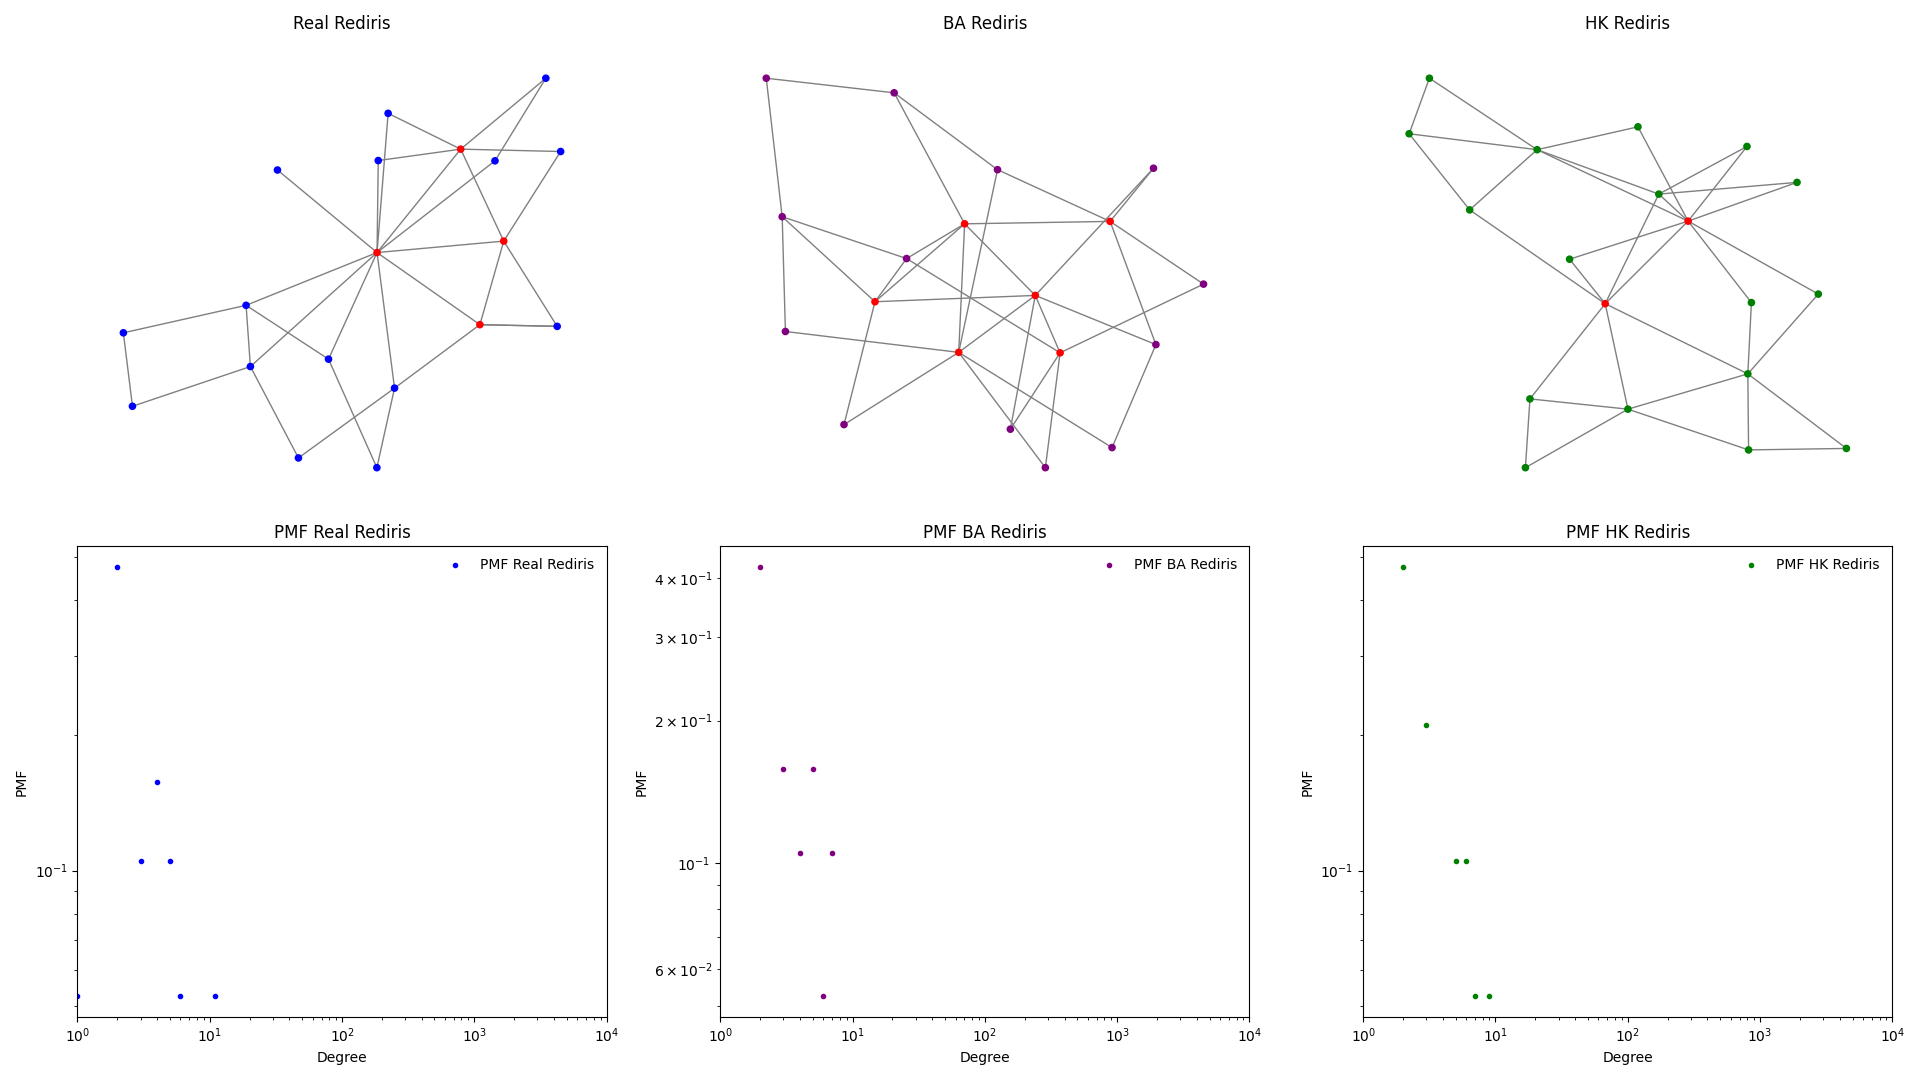 Real Rediris
BA Rediris
HK Rediris
PMF Real Rediris
PMF Real Rediris
PMF
10⁻¹
10⁰ 10¹ 10² 10³ 10⁴
Degree
PMF BA Rediris
PMF BA Rediris
PMF
4 × 10⁻¹
3 × 10⁻¹
2 × 10⁻¹
10⁻¹
6 × 10⁻²
10⁰ 10¹ 10² 10³ 10⁴
Degree
PMF HK Rediris
PMF HK Rediris
PMF
10⁻¹
10⁰ 10¹ 10² 10³ 10⁴
Degree